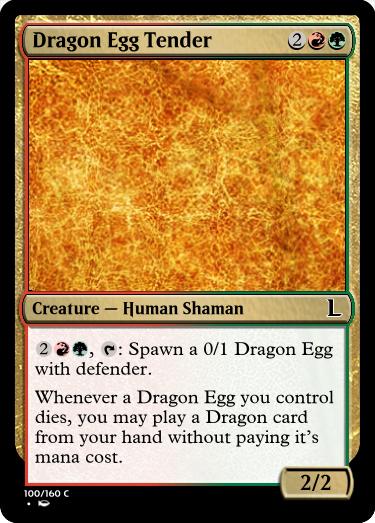 Dragon Egg Tender 2
Creature — Human Shaman L
2, : Spawn a 0/1 Dragon Egg
with defender.
Whenever a Dragon Egg you control
dies, you may play a Dragon card
from your hand without paying it's
mana cost.
2/2
100/160 C